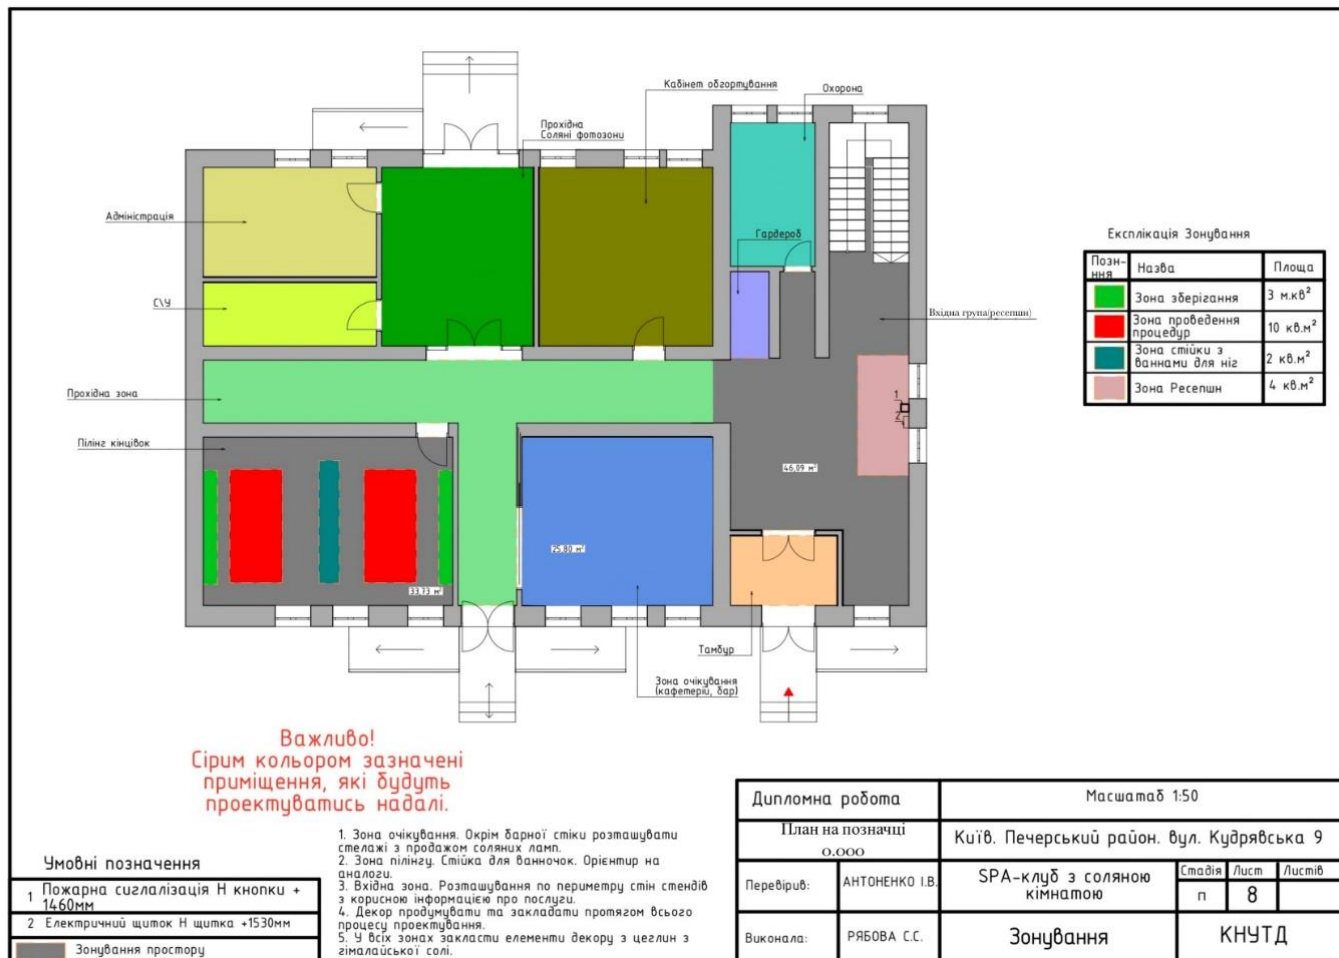 Кабінет обгортування
Охорона
Прохідна
Соляні фотозони
Адміністрація
Гардероб
С\У
Вхідна група(ресепшн)
Прохідна зона
Пілінг кінцівок
1
2
46,09 м²
25,80 м²
33,73 м²
Тамбур
Зона очікування
(кафетерій, бар)
Експлікація Зонування
Позн-
ння
Назва
Площа
Зона зберігання
3 м.кв²
Зона проведення
процедур
10 кв.м²
Зона стійки з
ваннами для ніг
2 кв.м²
Зона Ресепшн
4 кв.м²
Важливо!
Сірим кольором зазначені
приміщення, які будуть
проектуватись надалі.
Умовні позначення
1 Пожарна сиглалізація Н кнопки +
1460мм
2 Електричний щиток Н щитка +1530мм
Зонування простору
1. Зона очікування. Окрім барної стіки розташувати
стелажі з продажом соляних ламп.
2. Зона пілінгу. Стійка для ванночок. Орієнтир на
аналоги.
3. Вхідна зона. Розташування по периметру стін стендів
з корисною інформацією про послуги.
4. Декор продумувати та закладати протягом всього
процесу проектування.
5. У всіх зонах закласти елементи декору з цеглин з
гімалайської солі.
Дипломна робота
Масштаб 1:50
План на позначці
0.000
Київ. Печерський район. вул. Кудрявська 9
Перевірив:
АНТОНЕНКО І.В.
SPA-клуб з соляною
кімнатою
Стадія
Лист
Листів
п
8
Виконала:
РЯБОВА С.С.
Зонування
КНУТД